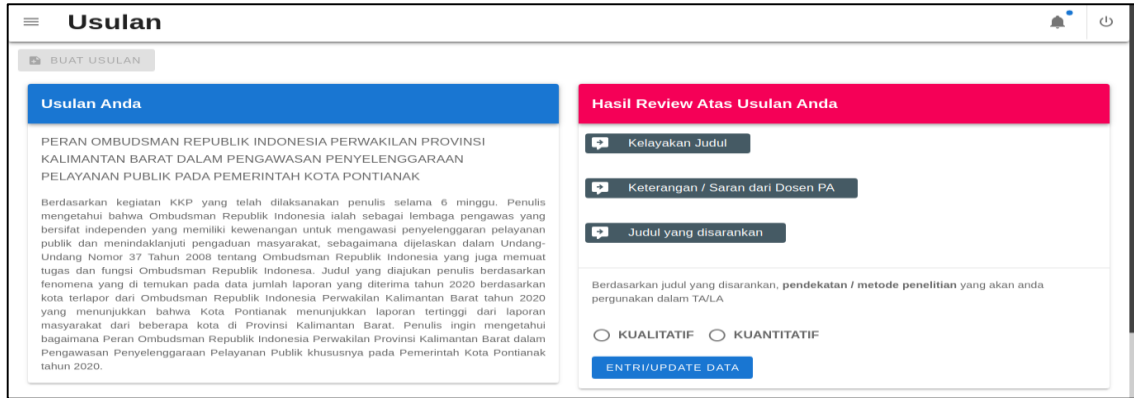 Usulan
BUAT USULAN
Usulan Anda
PERAN OMBUDSMAN REPUBLIK INDONESIA PERWAKILAN PROVINSI
KALIMANTAN BARAT DALAM PENGAWASAN PENYELENGGARAAN
PELAYANAN PUBLIK PADA PEMERINTAH KOTA PONTIANAK
Berdasarkan kegiatan KKP yang telah dilaksanakan penulis selama 6 minggu. Penulis
mengetahui bahwa Ombudsman Republik Indonesia ialah sebagai lembaga pengawas yang
bersifat independen yang memiliki kewenangan untuk mengawasi penyelenggaran pelayanan
publik dan menindaklanjuti pengaduan masyarakat, sebagaimana dijelaskan dalam Undang-
Undang Nomor 37 Tahun 2008 tentang Ombudsman Republik Indonesia yang juga memuat
tugas dan fungsi Ombudsman Republik Indonesa. Judul yang diajukan penulis berdasarkan
fenomena yang di temukan pada data jumlah laporan yang diterima tahun 2020 berdasarkan
kota terlapor dari Ombudsman Republik Indonesia Perwakilan Kalimantan Barat tahun 2020
yang menunjukkan bahwa Kota Pontianak menunjukkan laporan tertinggi dari laporan
masyarakat dari beberapa kota di Provinsi Kalimantan Barat. Penulis ingin mengetahui
bagaimana Peran Ombudsman Republik Indonesia Perwakilan Provinsi Kalimantan Barat dalam
Pengawasan Penyelenggaraan Pelayanan Publik khususnya pada Pemerintah Kota Pontianak
tahun 2020.
Hasil Review Atas Usulan Anda
Kelayakan Judul
Keterangan / Saran dari Dosen PA
Judul yang disarankan
Berdasarkan judul yang disarankan, pendekatan / metode penelitian yang akan anda
pergunakan dalam TA/LA
KUALITATIF KUANTITATIF
ENTRI/UPDATE DATA